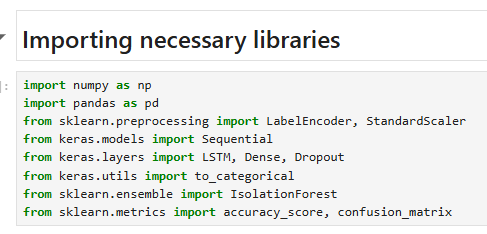 Importing necessary libraries
]:
import numpy as np
import pandas as pd
from sklearn.preprocessing import LabelEncoder, StandardScaler
from keras.models import Sequential
from keras.layers import LSTM, Dense, Dropout
from keras.utils import to_categorical
from sklearn.ensemble import IsolationForest
from sklearn.metrics import accuracy_score, confusion_matrix